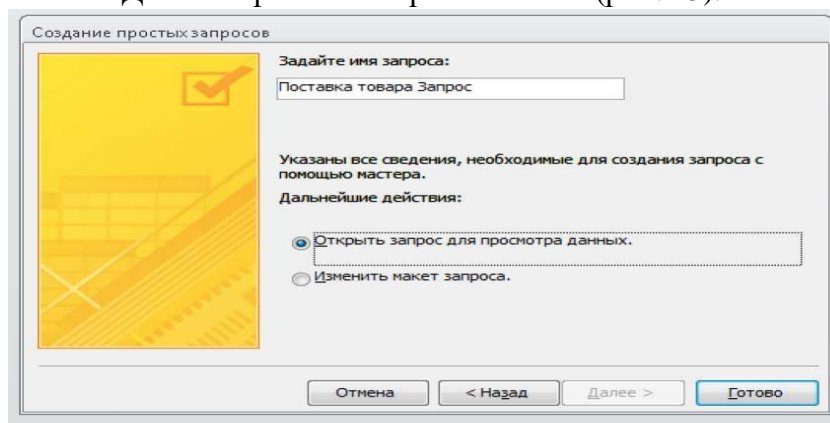 Создание простых запросов
Задайте имя запроса:
Поставка товара Запрос
Указаны все сведения, необходимые для создания запроса с
помощью мастера.
Дальнейшие действия:
Открыть запрос для просмотра данных.
Изменить макет запроса.
Отмена
< Назад
Далее >
Готово